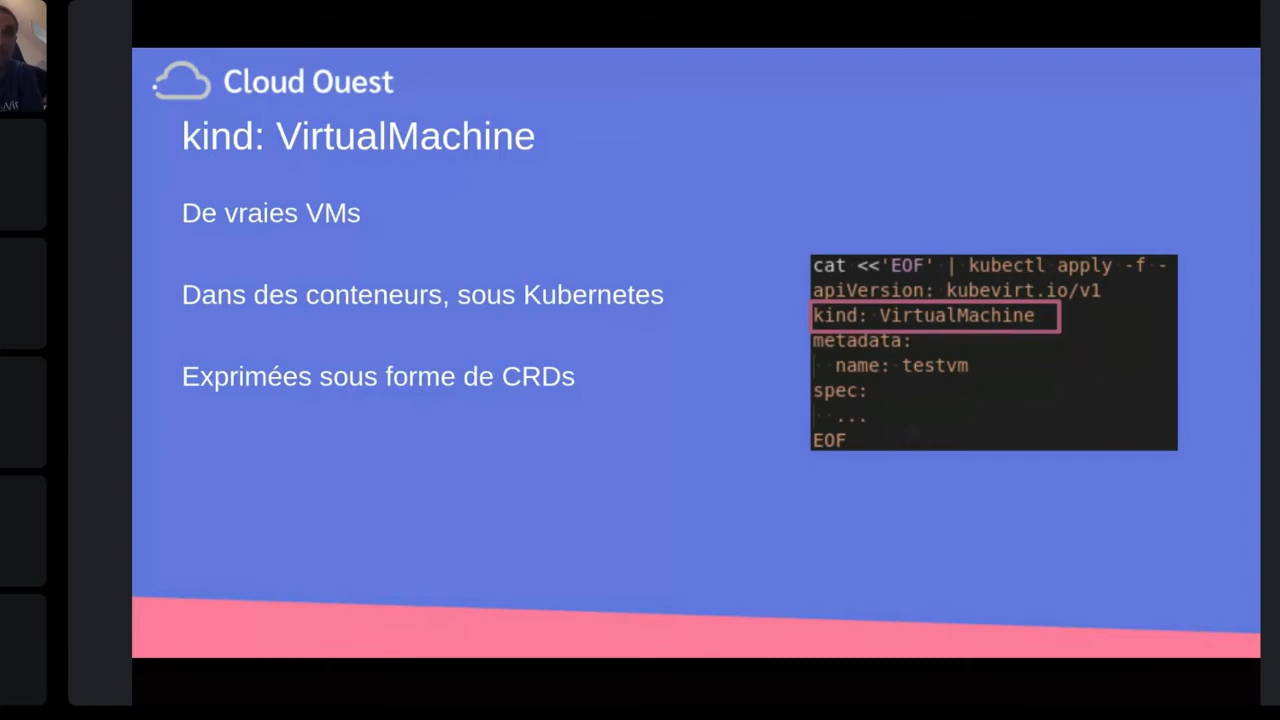 Cloud Ouest
kind: VirtualMachine
De vraies VMs
Dans des conteneurs, sous Kubernetes
Exprimées sous forme de CRDs
cat <<'EOF' | kubectl apply -f -
apiVersion: kubevirt.io/v1
kind: VirtualMachine
metadata:
  name: testvm
spec:
  ...
EOF